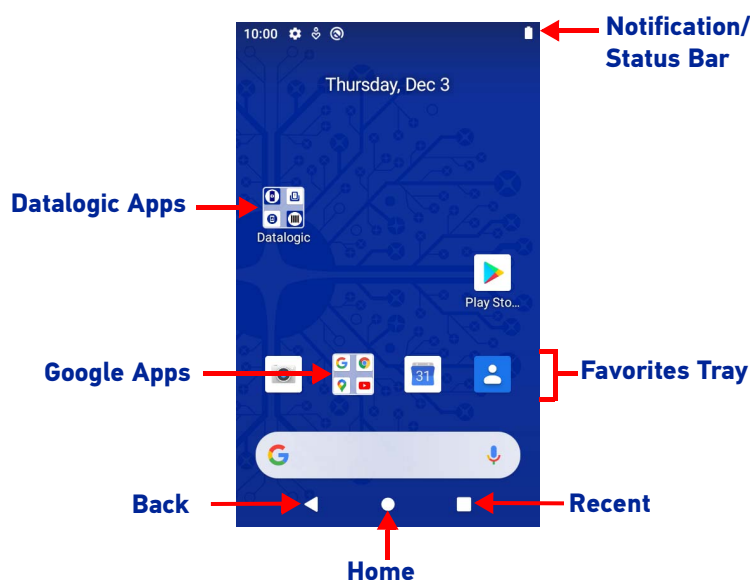 10:00
Notification/
Status Bar
Thursday, Dec 3
Datalogic Apps
Datalogic
Play Sto...
Google Apps
31
Favorites Tray
G
Back
Recent
Home